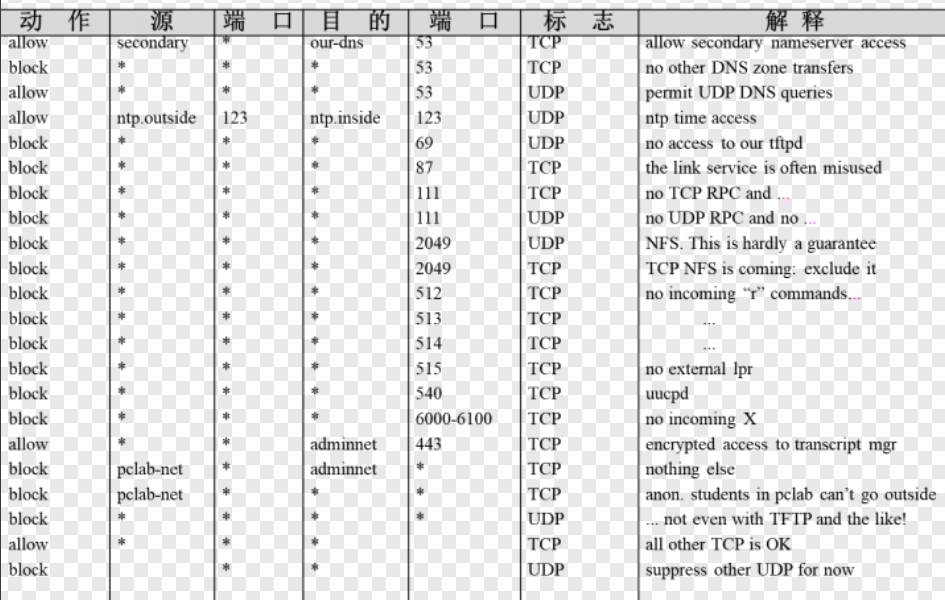 动 作 源 端 口 目 的 端 口 标 志 解 释
allow secondary * our-dns 53 TCP allow secondary nameserver access
block * * * 53 TCP no other DNS zone transfers
allow * * * 53 UDP permit UDP DNS queries
allow ntp.outside 123 ntp.inside 123 UDP ntp time access
block * * * 69 UDP no access to our tftpd
block * * * 87 TCP the link service is often misused
block * * * 111 TCP no TCP RPC and ...
block * * * 111 UDP no UDP RPC and no ...
block * * * 2049 UDP NFS. This is hardly a guarantee
block * * * 2049 TCP TCP NFS is coming: exclude it
block * * * 512 TCP no incoming “r” commands...
block * * * 513 TCP ...
block * * * 514 TCP ...
block * * * 515 TCP no external lpr
block * * * 540 TCP uucpd
block * * * 6000-6100 TCP no incoming X
allow * * adminnet 443 TCP encrypted access to transcript mgr
block pclab-net * adminnet * TCP nothing else
block pclab-net * * * TCP anon. students in pclab can’t go outside
block * * * * UDP ... not even with TFTP and the like!
allow * * * TCP all other TCP is OK
block * * UDP suppress other UDP for now